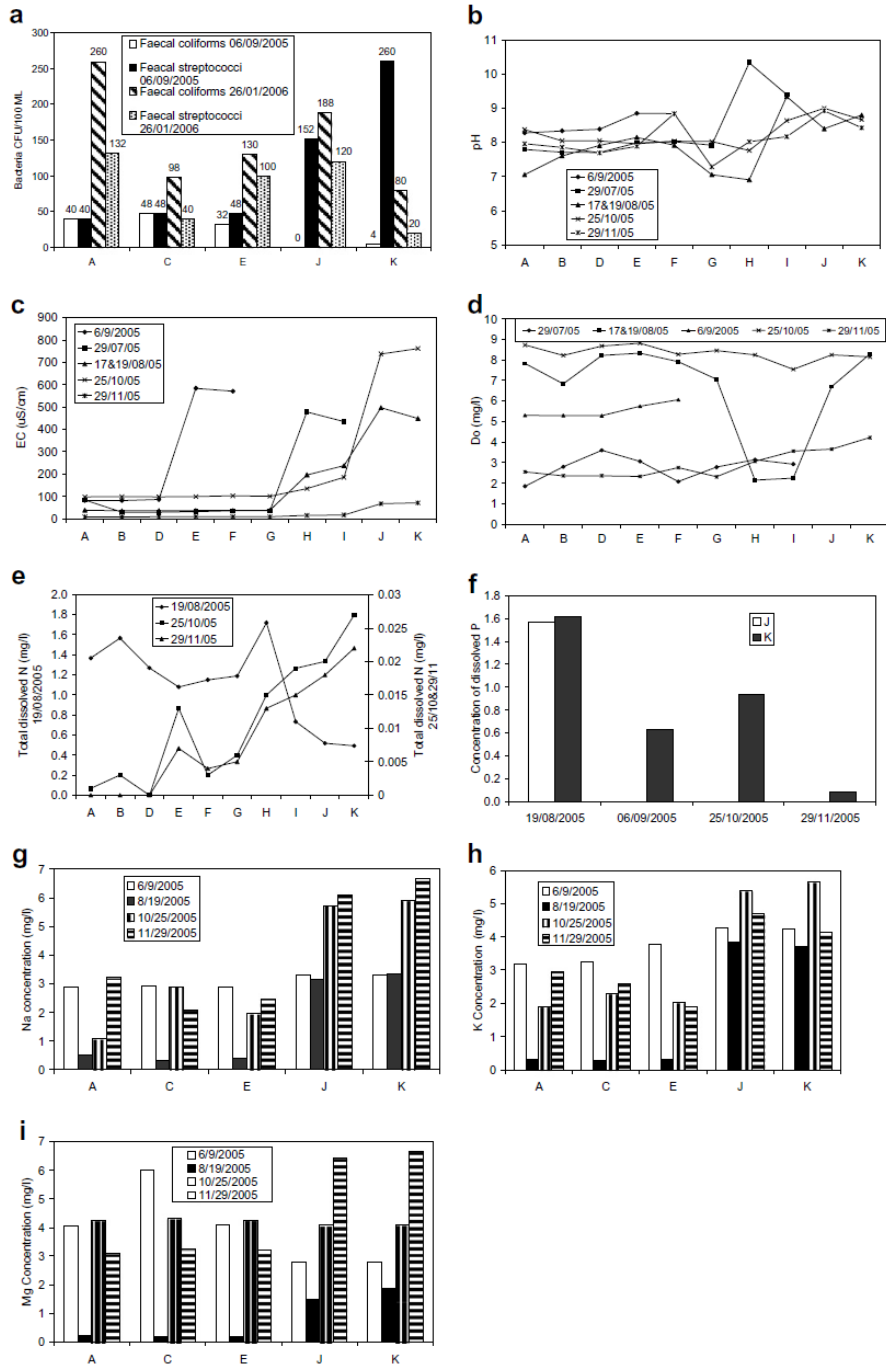 a
Bacteria CFU/100 ML
300
250
200
150
100
50
0
Faecal coliforms 06/09/2005
Feacal streptococci
06/09/2005
Faecal coliforms 26/01/2006
Faecal streptococci
26/01/2006
40 40 260 132
48 48 98 40
32 48 130 100
0 152 188 120
4 260 80 20
A C E J K
b
pH
11
10
9
8
7
6
5
6/9/2005
29/07/05
17&19/08/05
25/10/05
29/11/05
A B D E F G H I J K
c
EC (uS/cm)
900
800
700
600
500
400
300
200
100
0
6/9/2005
29/07/05
17&19/08/05
25/10/05
29/11/05
A B D E F G H I J K
d
Do (mg/l)
10
9
8
7
6
5
4
3
2
1
0
29/07/05 17&19/08/05 6/9/2005 25/10/05 29/11/05
A B D E F G H I J K
e
Total dissolved N (mg/l)
19/08/2005
2.0
1.8
1.6
1.4
1.2
1.0
0.8
0.6
0.4
0.2
0.0
19/08/2005
25/10/05
29/11/05
0.03
0.025
0.02
0.015
0.01
0.005
0
Total dissolved N (mg/l)
25/10&29/11
A B D E F G H I J K
f
Concentration of dissolved P
1.8
1.6
1.4
1.2
1.0
0.8
0.6
0.4
0.2
0.0
J
K
19/08/2005 06/09/2005 25/10/2005 29/11/2005
g
Na concentration (mg/l)
7
6
5
4
3
2
1
0
6/9/2005
8/19/2005
10/25/2005
11/29/2005
A C E J K
h
K Concentration (mg/l)
6
5
4
3
2
1
0
6/9/2005
8/19/2005
10/25/2005
11/29/2005
A C E J K
i
Mg Concentration (mg/l)
7
6
5
4
3
2
1
0
6/9/2005
8/19/2005
10/25/2005
11/29/2005
A C E J K